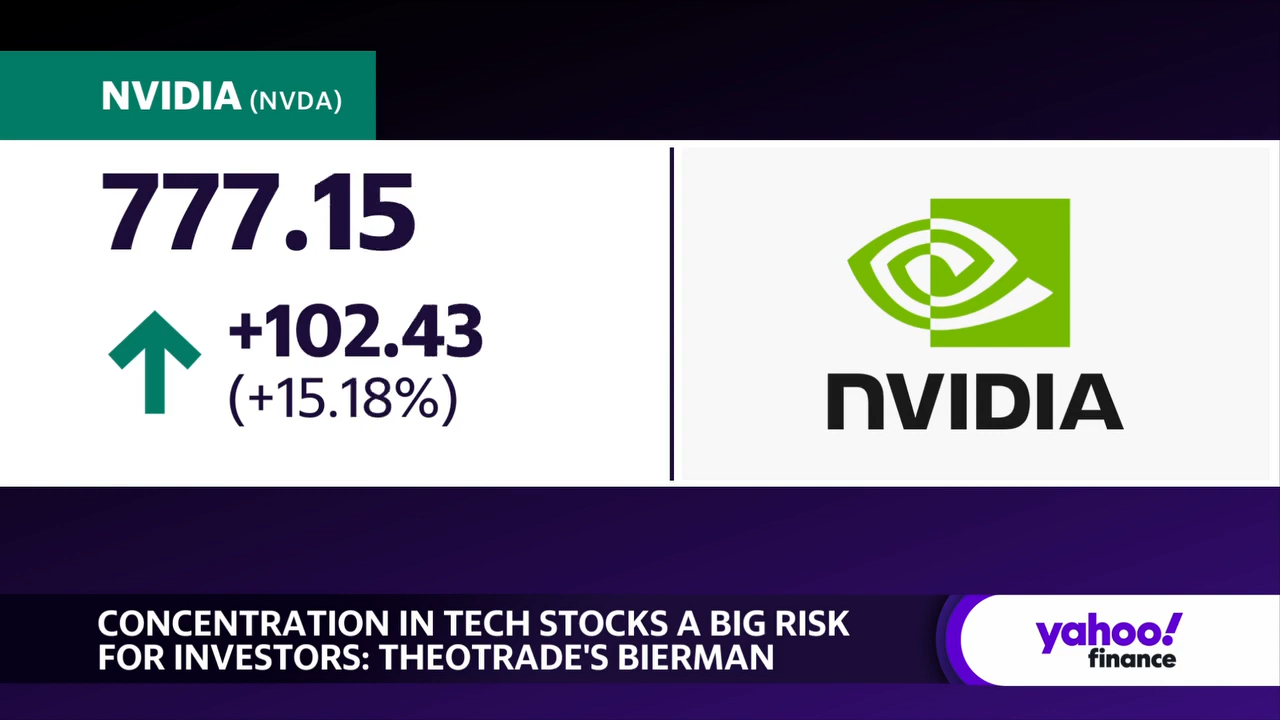 NVIDIA (NVDA)
777.15
+102.43
(+15.18%)
NVIDIA
CONCENTRATION IN TECH STOCKS A BIG RISK
FOR INVESTORS: THEOTRADE'S BIERMAN
yahoo!
finance